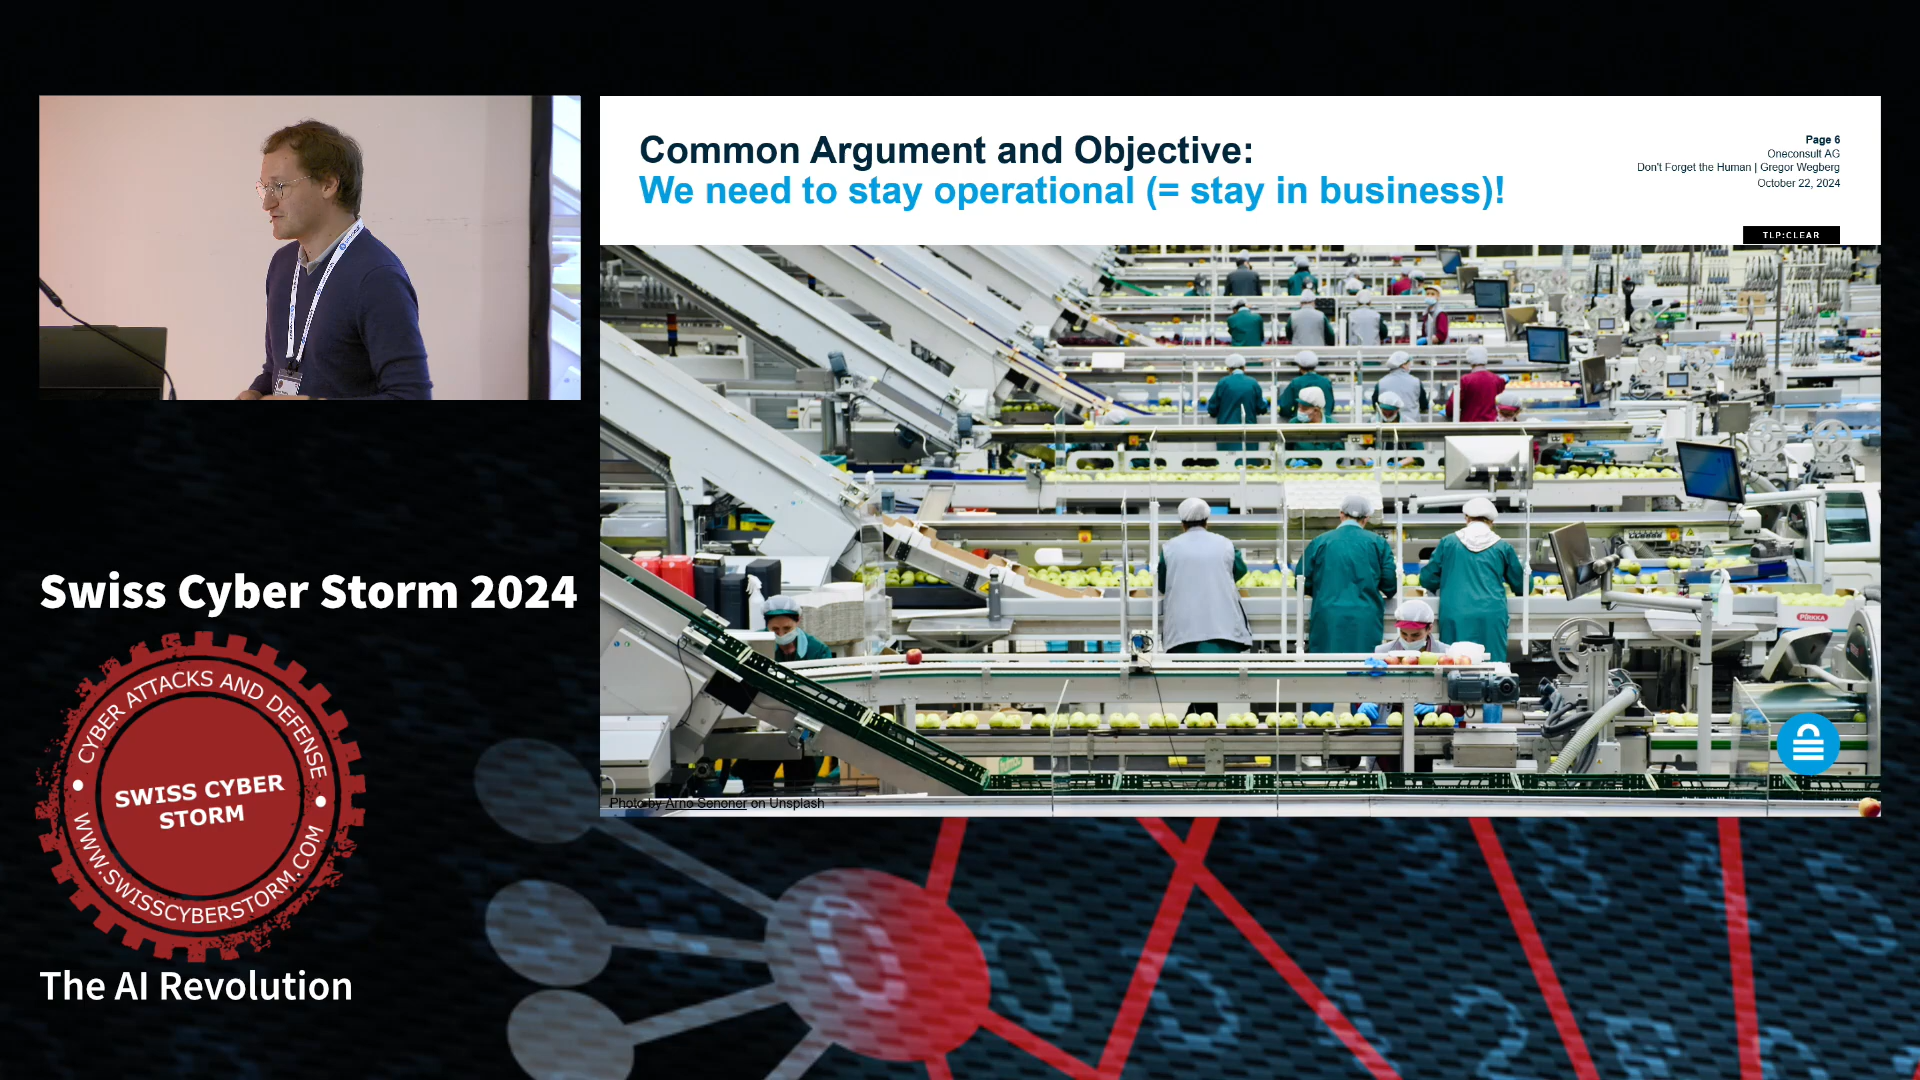 Common Argument and Objective:
We need to stay operational (= stay in business)!
Page 6
Oneconsult AG
Don't Forget the Human | Gregor Wegberg
October 22, 2024
TLP:CLEAR
PIRKKA
Photo by Arno Senoner on Unsplash
Swiss Cyber Storm 2024
CYBER ATTACKS AND DEFENSE
SWISS CYBER
STORM
WWW.SWISSCYBERSTORM.COM
The AI Revolution